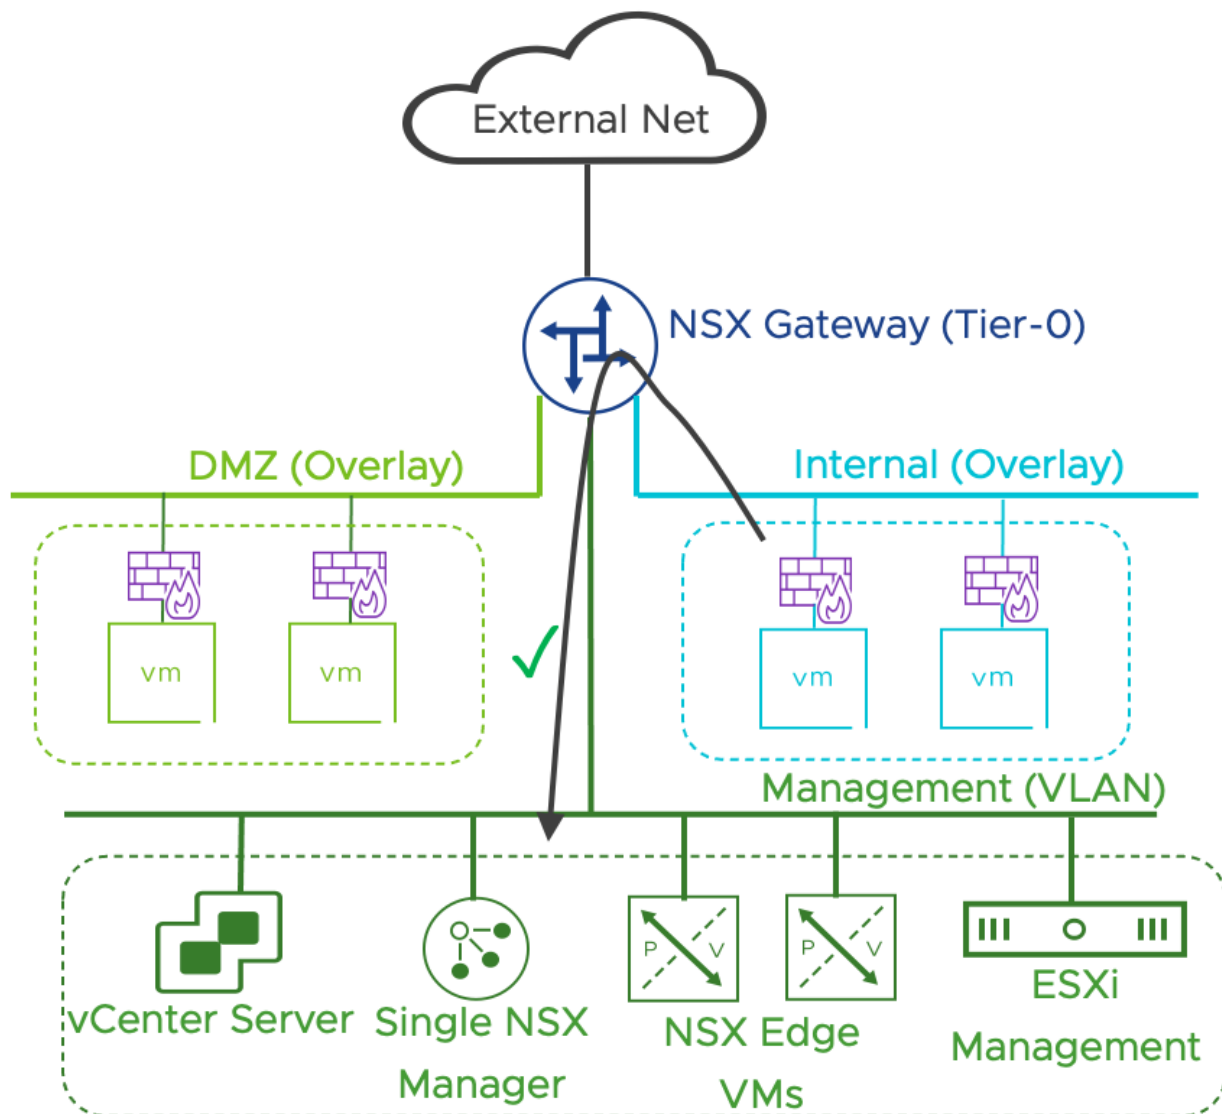 External Net
NSX Gateway (Tier-0)
DMZ (Overlay)
Internal (Overlay)
vm
vm
vm
vm
Management (VLAN)
P
V
P
V
vCenter Server
Single NSX
Manager
NSX Edge
VMs
ESXi
Management